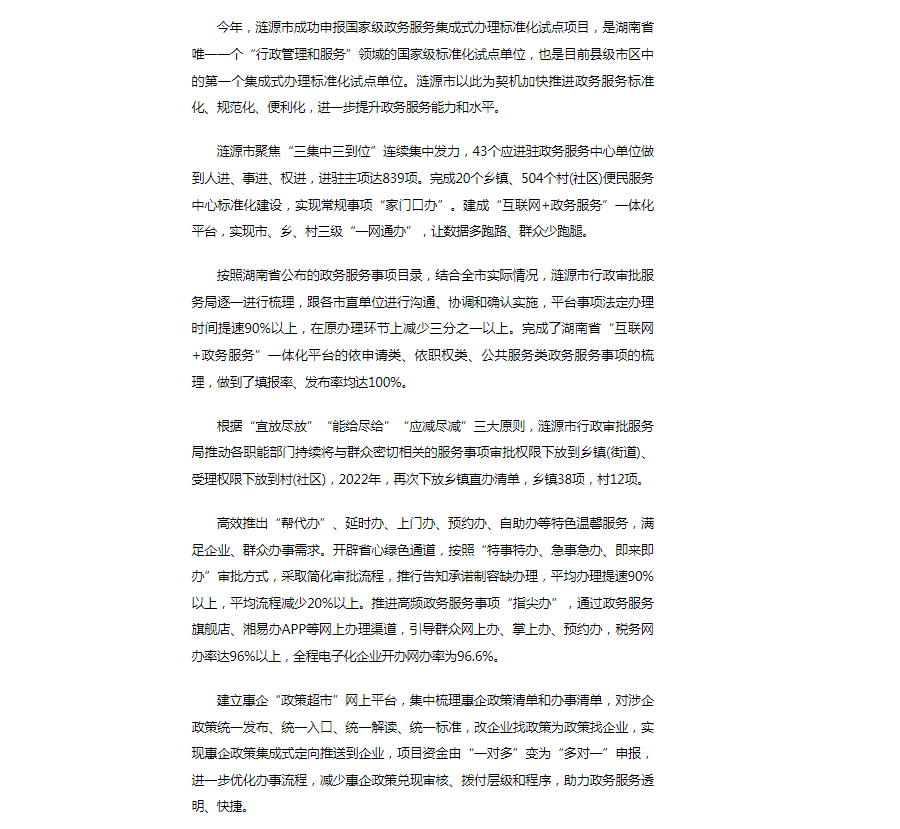 今年，涟源市成功申报国家级政务服务集成式办理标准化试点项目，是湖南省
唯一一个“行政管理和服务”领域的国家级标准化试点单位，也是目前县级市区中
的第一个集成式办理标准化试点单位。涟源市以此为契机加快推进政务服务标准
化、规范化、便利化，进一步提升政务服务能力和水平。
涟源市聚焦“三集中三到位”连续集中发力，43个应进驻政务服务中心单位做
到人进、事进、权进，进驻主项达839项。完成20个乡镇、504个村(社区)便民服务
中心标准化建设，实现常规事项“家门口办”。建成“互联网+政务服务”一体化
平台，实现市、乡、村三级“一网通办”，让数据多跑路、群众少跑腿。
按照湖南省公布的政务服务事项目录，结合全市实际情况，涟源市行政审批服
务局逐一进行梳理，跟各市直单位进行沟通、协调和确认实施，平台事项法定办理
时间提速90%以上，在原办理环节上减少三分之一以上。完成了湖南省“互联网
+政务服务”一体化平台的依申请类、依职权类、公共服务类政务服务事项的梳
理，做到了填报率、发布率均达100%。
根据“宜放尽放”“能给尽给”“应减尽减”三大原则，涟源市行政审批服务
局推动各职能部门持续将与群众密切相关的服务事项审批权限下放到乡镇(街道)、
受理权限下放到村(社区)，2022年，再次下放乡镇直办清单，乡镇38项，村12项。
高效推出“帮代办”、延时办、上门办、预约办、自助办等特色温馨服务，满
足企业、群众办事需求。开辟省心绿色通道，按照“特事特办、急事急办、即来即
办”审批方式，采取简化审批流程，推行告知承诺制容缺办理，平均办理提速90%
以上，平均流程减少20%以上。推进高频政务服务事项“指尖办”，通过政务服务
旗舰店、湘易办APP等网上办理渠道，引导群众网上办、掌上办、预约办，税务网
办率达96%以上，全程电子化企业开办网办率为96.6%。
建立惠企“政策超市”网上平台，集中梳理惠企政策清单和办事清单，对涉企
政策统一发布、统一入口、统一解读、统一标准，改企业找政策为政策找企业，实
现惠企政策集成式定向推送到企业，项目资金由“一对多”变为“多对一”申报，
进一步优化办事流程，减少惠企政策兑现审核、拨付层级和程序，助力政务服务透
明、快捷。